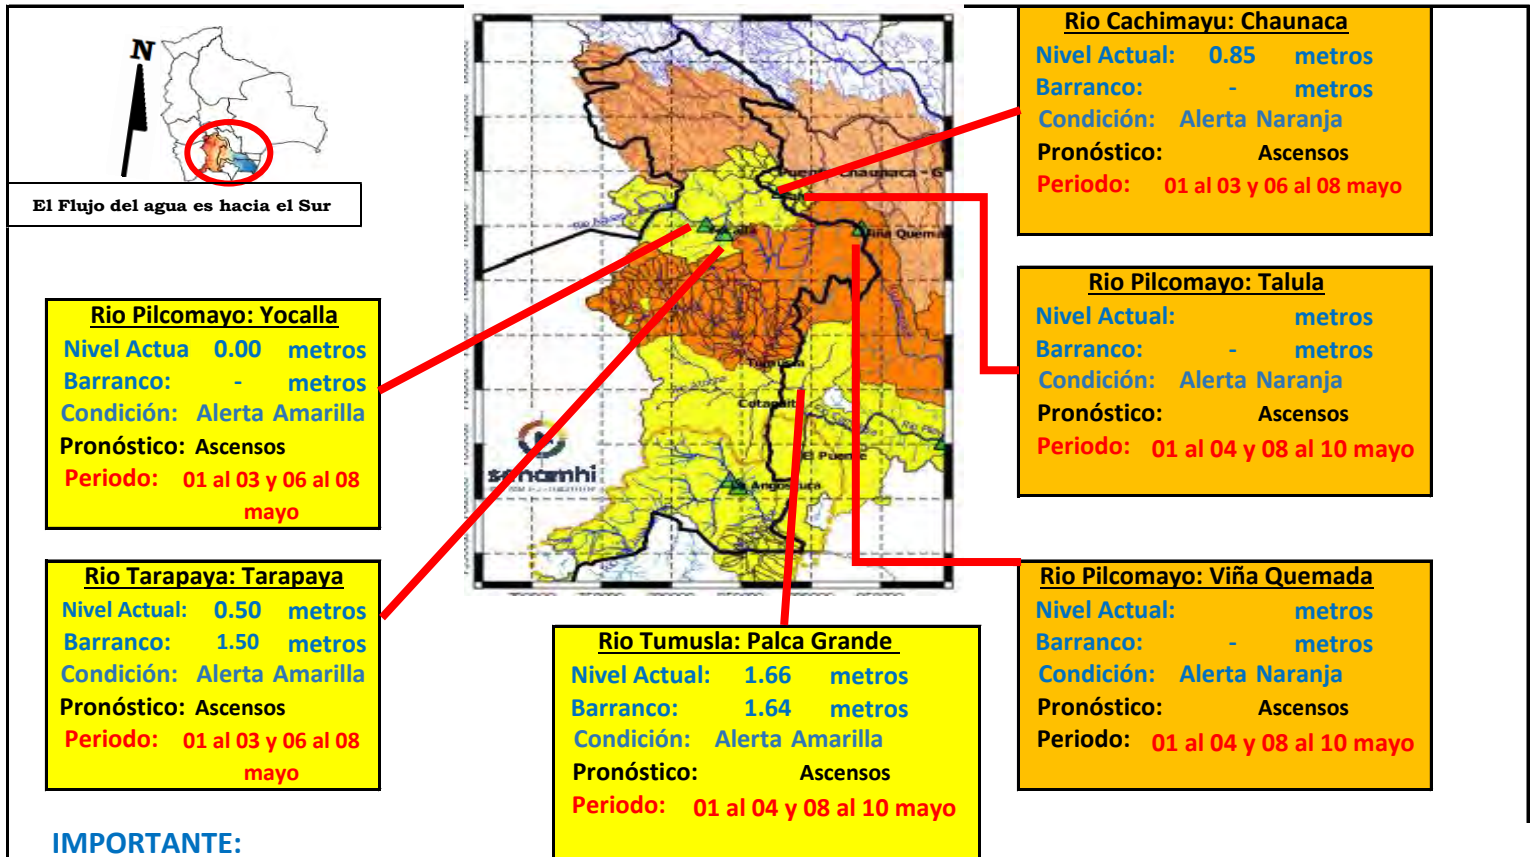 N
El Flujo del agua es hacia el Sur
Rio Pilcomayo: Yocalla
Nivel Actua 0.00 metros
Barranco: - metros
Condición: Alerta Amarilla
Pronóstico: Ascensos
Periodo: 01 al 03 y 06 al 08
mayo
Rio Tarapaya: Tarapaya
Nivel Actual: 0.50 metros
Barranco: 1.50 metros
Condición: Alerta Amarilla
Pronóstico: Ascensos
Periodo: 01 al 03 y 06 al 08
mayo
IMPORTANTE:
Puente Chaunaca - G
Viña Quema
Tumusla
Cotagait
El Puente
Angostura
senamhi
Rio Tumusla: Palca Grande
Nivel Actual: 1.66 metros
Barranco: 1.64 metros
Condición: Alerta Amarilla
Pronóstico: Ascensos
Periodo: 01 al 04 y 08 al 10 mayo
Rio Cachimayu: Chaunaca
Nivel Actual: 0.85 metros
Barranco: - metros
Condición: Alerta Naranja
Pronóstico: Ascensos
Periodo: 01 al 03 y 06 al 08 mayo
Rio Pilcomayo: Talula
Nivel Actual: metros
Barranco: - metros
Condición: Alerta Naranja
Pronóstico: Ascensos
Periodo: 01 al 04 y 08 al 10 mayo
Rio Pilcomayo: Viña Quemada
Nivel Actual: metros
Barranco: - metros
Condición: Alerta Naranja
Pronóstico: Ascensos
Periodo: 01 al 04 y 08 al 10 mayo